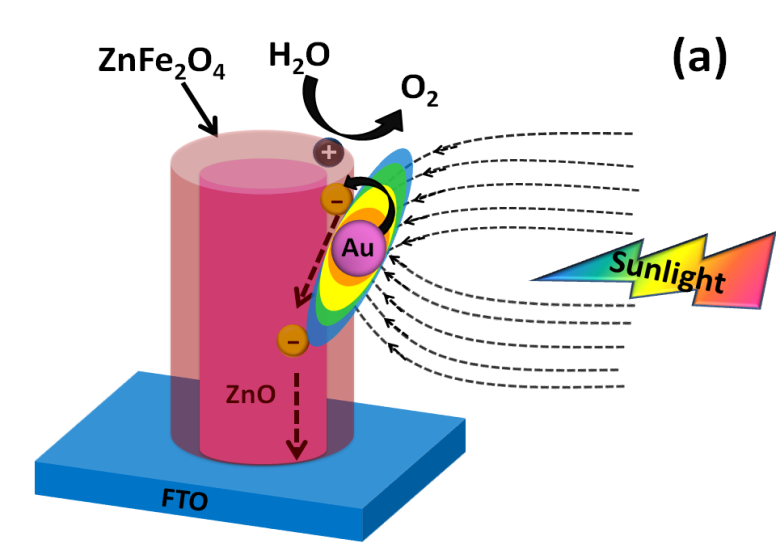 (a)
ZnFe₂O₄
H₂O
O₂
+
−
Au
Sunlight
−
ZnO
FTO